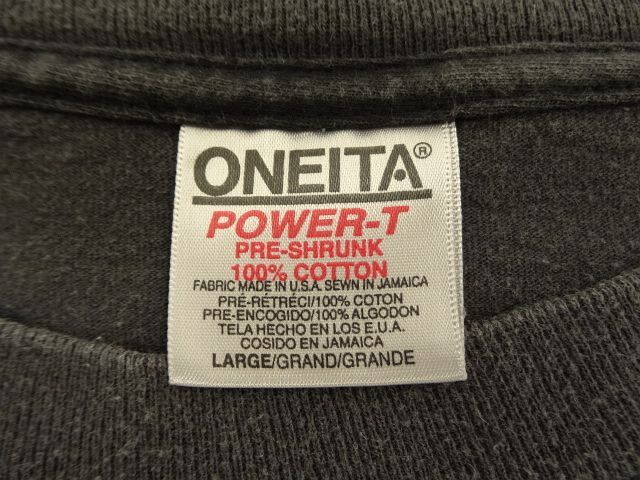 ONEITA®
POWER-T
PRE-SHRUNK
100% COTTON
FABRIC MADE IN U.S.A. SEWN IN JAMAICA
PRÉ-RÉTRÉCI/100% COTON
PRE-ENCOGIDO/100% ALGODON
TELA HECHO EN LOS E.U.A.
COSIDO EN JAMAICA
LARGE/GRAND/GRANDE